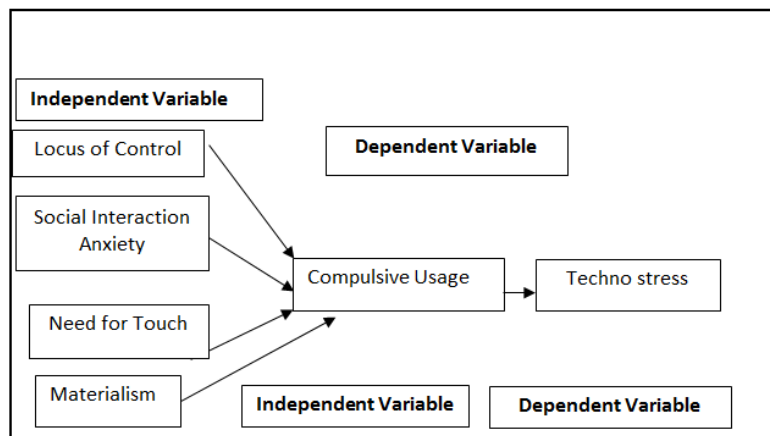 Independent Variable
Locus of Control
Dependent Variable
Social Interaction
Anxiety
Compulsive Usage
Techno stress
Need for Touch
Materialism
Independent Variable
Dependent Variable